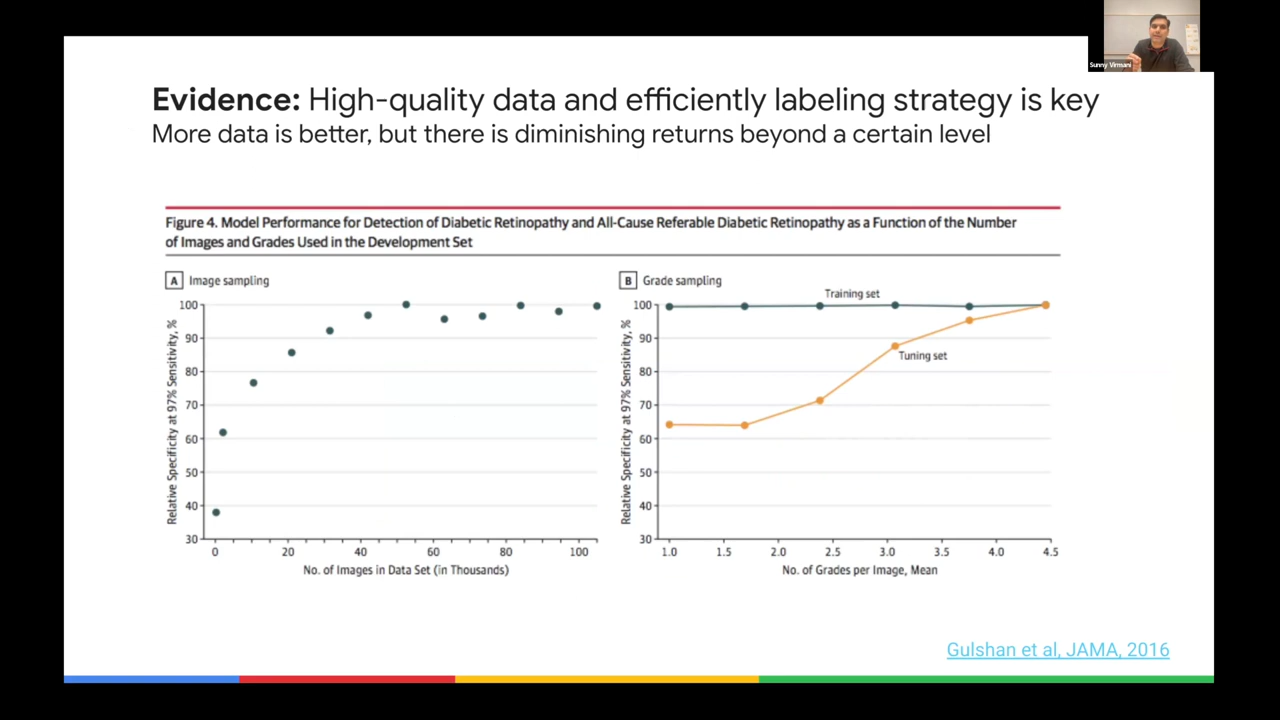 Sunny Virmani
Evidence: High-quality data and efficiently labeling strategy is key
More data is better, but there is diminishing returns beyond a certain level
Figure 4. Model Performance for Detection of Diabetic Retinopathy and All-Cause Referable Diabetic Retinopathy as a Function of the Number
of Images and Grades Used in the Development Set
A Image sampling
Relative Specificity at 97% Sensitivity, %
100
90
80
70
60
50
40
30
0 20 40 60 80 100
No. of Images in Data Set (in Thousands)
B Grade sampling
Relative Specificity at 97% Sensitivity, %
100
90
80
70
60
50
40
30
Training set
Tuning set
1.0 1.5 2.0 2.5 3.0 3.5 4.0 4.5
No. of Grades per Image, Mean
Gulshan et al, JAMA, 2016